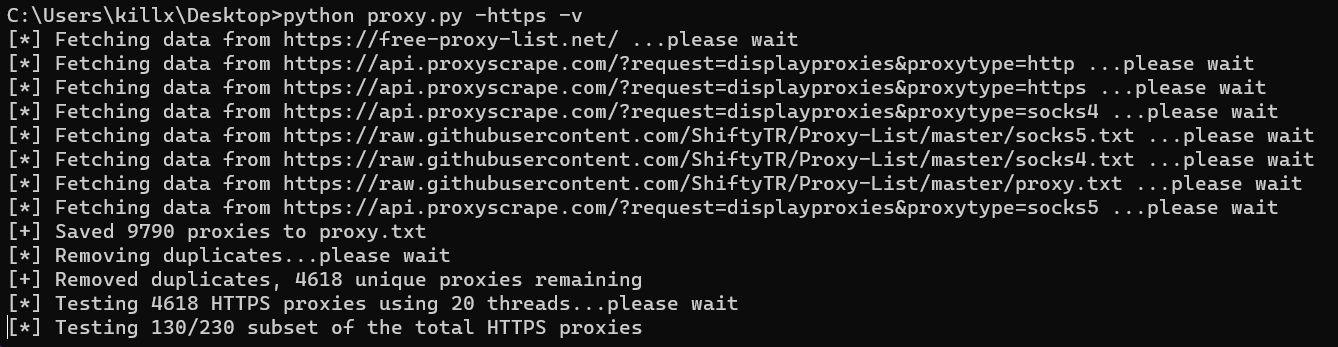 C:\Users\killx\Desktop>python proxy.py -https -v
[*] Fetching data from https://free-proxy-list.net/ ...please wait
[*] Fetching data from https://api.proxyscrape.com/?request=displayproxies&proxytype=http ...please wait
[*] Fetching data from https://api.proxyscrape.com/?request=displayproxies&proxytype=https ...please wait
[*] Fetching data from https://api.proxyscrape.com/?request=displayproxies&proxytype=socks4 ...please wait
[*] Fetching data from https://raw.githubusercontent.com/ShiftyTR/Proxy-List/master/socks5.txt ...please wait
[*] Fetching data from https://raw.githubusercontent.com/ShiftyTR/Proxy-List/master/socks4.txt ...please wait
[*] Fetching data from https://raw.githubusercontent.com/ShiftyTR/Proxy-List/master/proxy.txt ...please wait
[*] Fetching data from https://api.proxyscrape.com/?request=displayproxies&proxytype=socks5 ...please wait
[+] Saved 9790 proxies to proxy.txt
[*] Removing duplicates...please wait
[+] Removed duplicates, 4618 unique proxies remaining
[*] Testing 4618 HTTPS proxies using 20 threads...please wait
[*] Testing 130/230 subset of the total HTTPS proxies